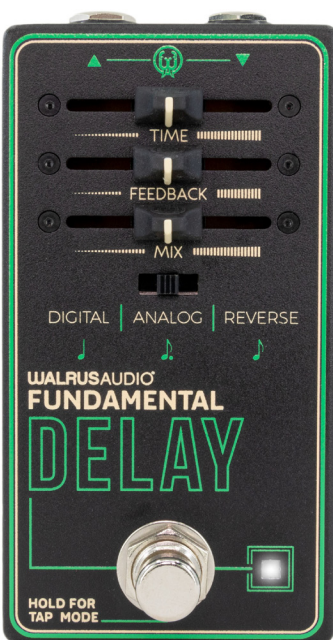 TIME
FEEDBACK
MIX
DIGITAL | ANALOG | REVERSE
WALRUSAUDIO
FUNDAMENTAL
DELAY
HOLD FOR
TAP MODE